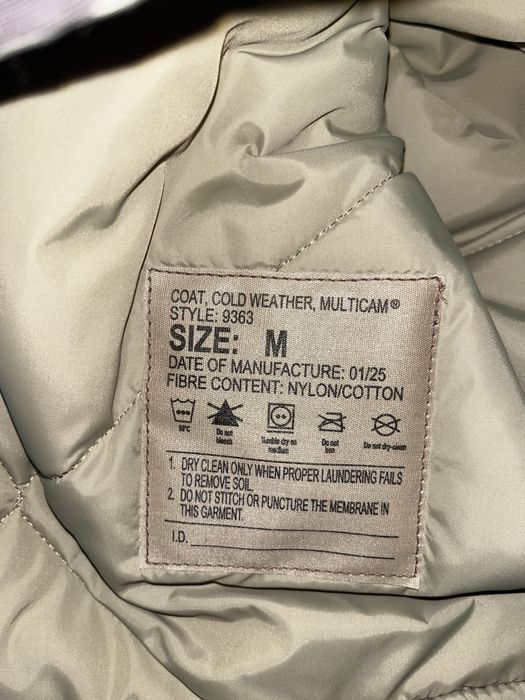 COAT, COLD WEATHER, MULTICAM®
STYLE: 9363
SIZE: M
DATE OF MANUFACTURE: 01/25
FIBRE CONTENT: NYLON/COTTON
Do not bleach
Tumble dry on medium
Do not iron
Do not dry-clean
1. DRY CLEAN ONLY WHEN PROPER LAUNDERING FAILS
TO REMOVE SOIL.
2. DO NOT STITCH OR PUNCTURE THE MEMBRANE IN
THIS GARMENT.
I.D.